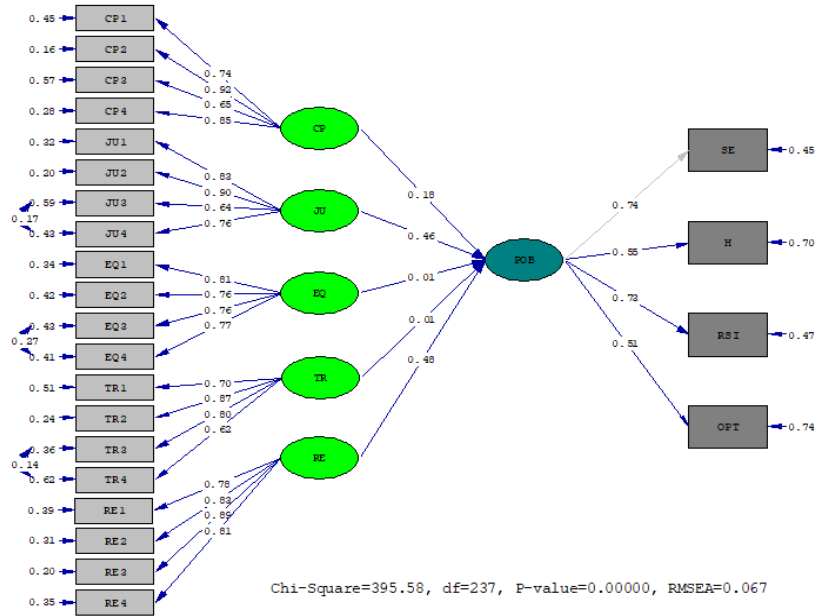 0.45 CP1
0.16 CP2
0.57 CP3
0.28 CP4
0.32 JU1
0.20 JU2
0.59 JU3
0.17
0.43 JU4
0.34 EQ1
0.42 EQ2
0.43 EQ3
0.27
0.41 EQ4
0.51 TR1
0.24 TR2
0.36 TR3
0.14
0.62 TR4
0.39 RE1
0.31 RE2
0.20 RE3
0.35 RE4
0.74
0.92
0.65
0.85
0.83
0.90
0.64
0.76
0.81
0.76
0.76
0.77
0.70
0.87
0.80
0.62
0.78
0.83
0.89
0.81
CP
JU
EQ
TR
RE
0.18
0.46
0.01
0.01
0.48
POB
0.74
0.55
0.73
0.51
SE 0.45
H 0.70
RSI 0.47
OPT 0.74
Chi-Square=395.58, df=237, P-value=0.00000, RMSEA=0.067